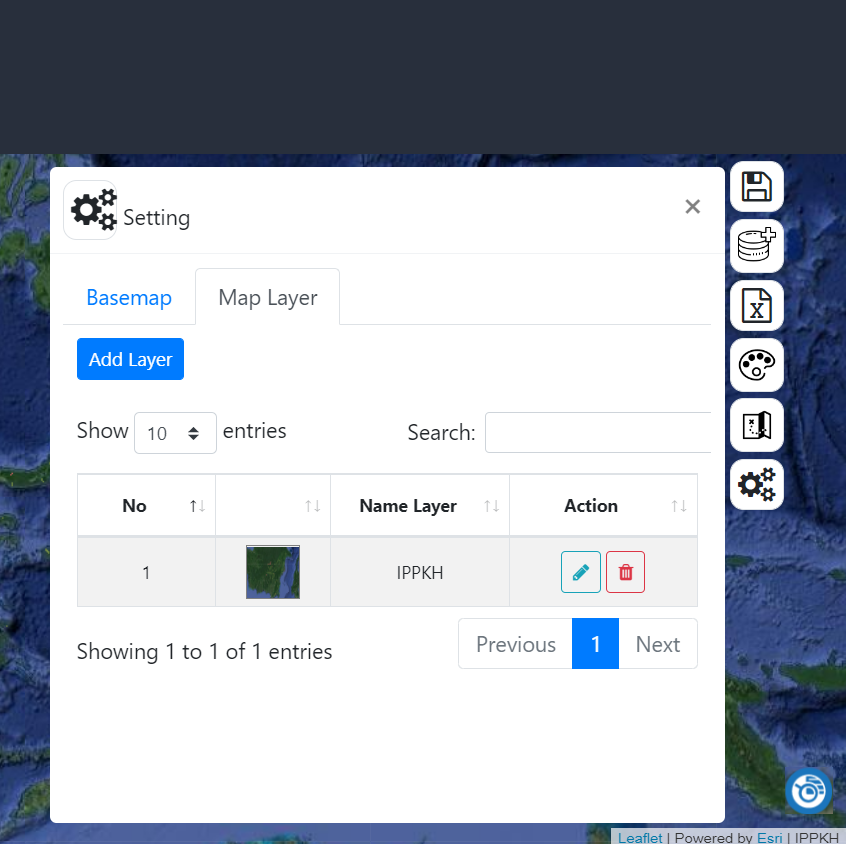 Setting
×
Basemap
Map Layer
Add Layer
Show 10 entries
Search:
No ↑↓ ↑↓ Name Layer ↑↓ Action ↑↓
1 IPPKH
Showing 1 to 1 of 1 entries
Previous 1 Next
Leaflet | Powered by Esri | IPPKH